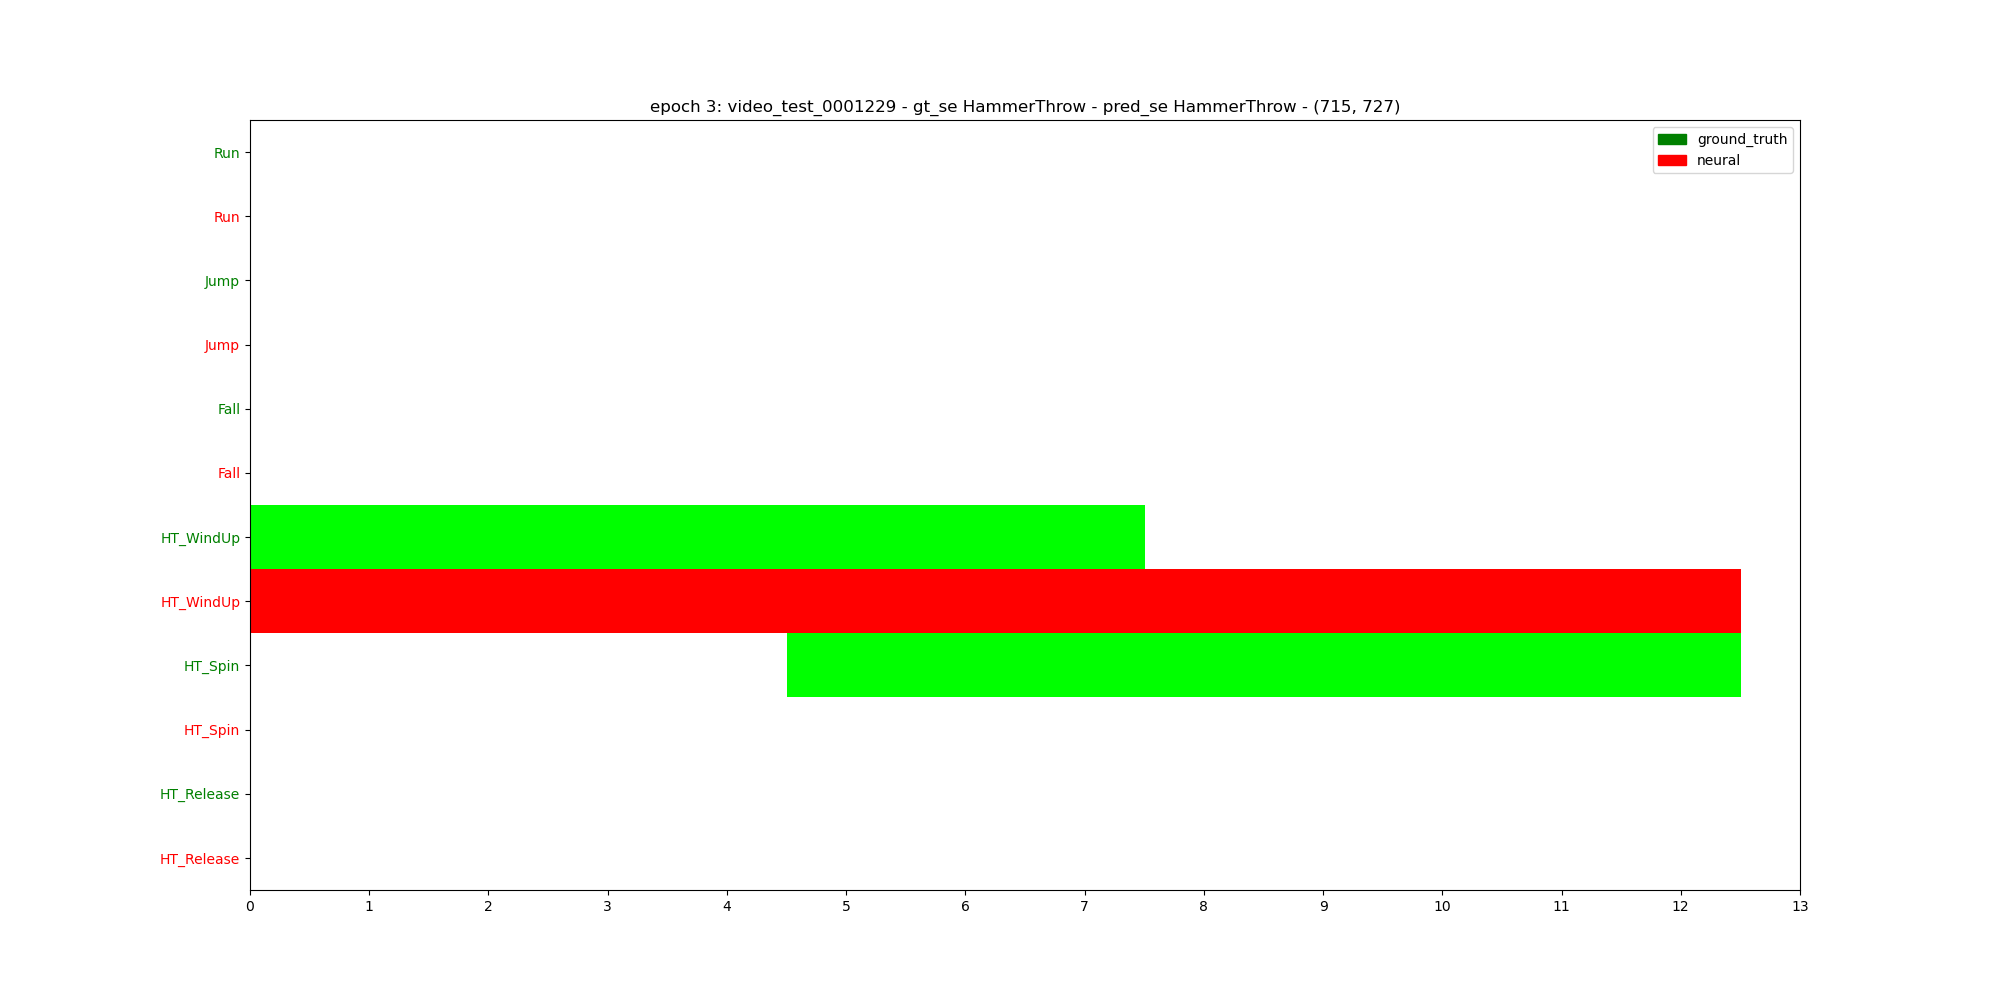 epoch 3: video_test_0001229 - gt_se HammerThrow - pred_se HammerThrow - (715, 727)
ground_truth
neural
Run
Run
Jump
Jump
Fall
Fall
HT_WindUp
HT_WindUp
HT_Spin
HT_Spin
HT_Release
HT_Release
0 1 2 3 4 5 6 7 8 9 10 11 12 13